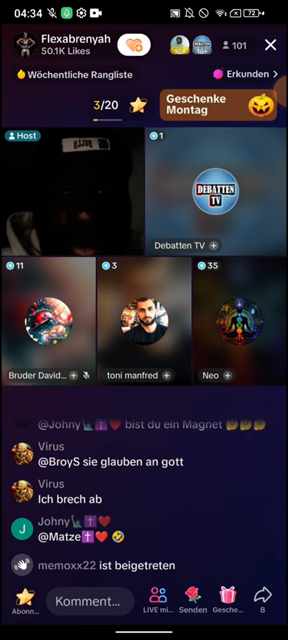 04:34
72
Flexabrenyah
50.1K Likes
101
Wöchentliche Rangliste
Erkunden >
3/20
Geschenke
Montag
Host
1
DEBATTEN
TV
Debatten TV
11
3
35
Bruder David...
toni manfred
Neo
@Johny bist du ein Magnet
Virus
@BroyS sie glauben an gott
Virus
Ich brech ab
J
Johny
@Matze
memoxx22 ist beigetreten
Komment...
Abonn...
LIVE mi...
Senden
Gesche...
8